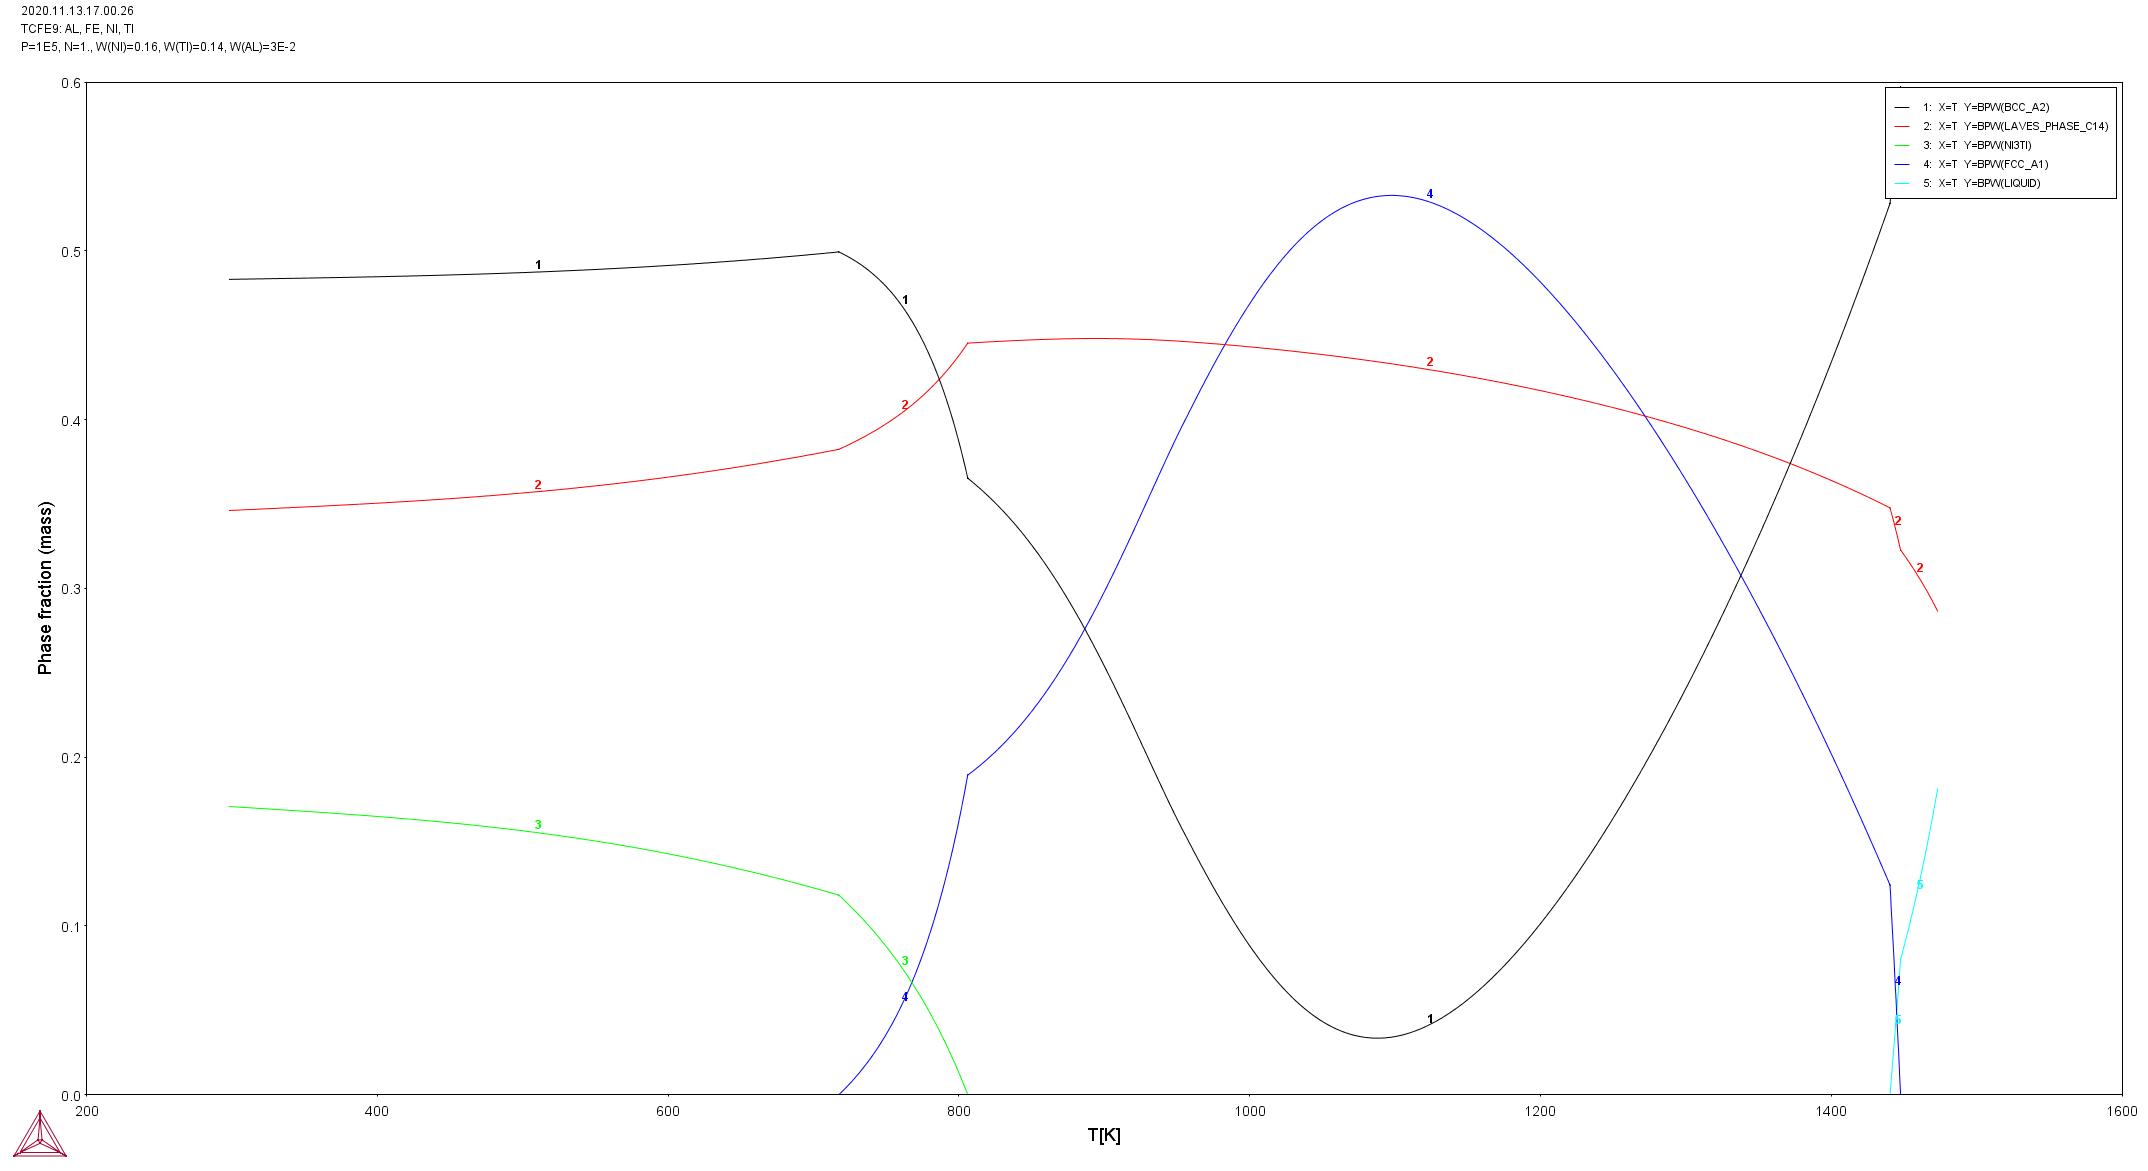 2020.11.13.17.00.26
TCFE9: AL, FE, NI, TI
P=1E5, N=1., W(NI)=0.16, W(TI)=0.14, W(AL)=3E-2
1: X=T Y=BPW(BCC_A2)
2: X=T Y=BPW(LAVES_PHASE_C14)
3: X=T Y=BPW(NI3TI)
4: X=T Y=BPW(FCC_A1)
5: X=T Y=BPW(LIQUID)
Phase fraction (mass)
0.6
0.5
0.4
0.3
0.2
0.1
0.0
1
1
1
2
2
2
2
2
3
3
4
4
4
5
5
200 400 600 800 1000 1200 1400 1600
T[K]